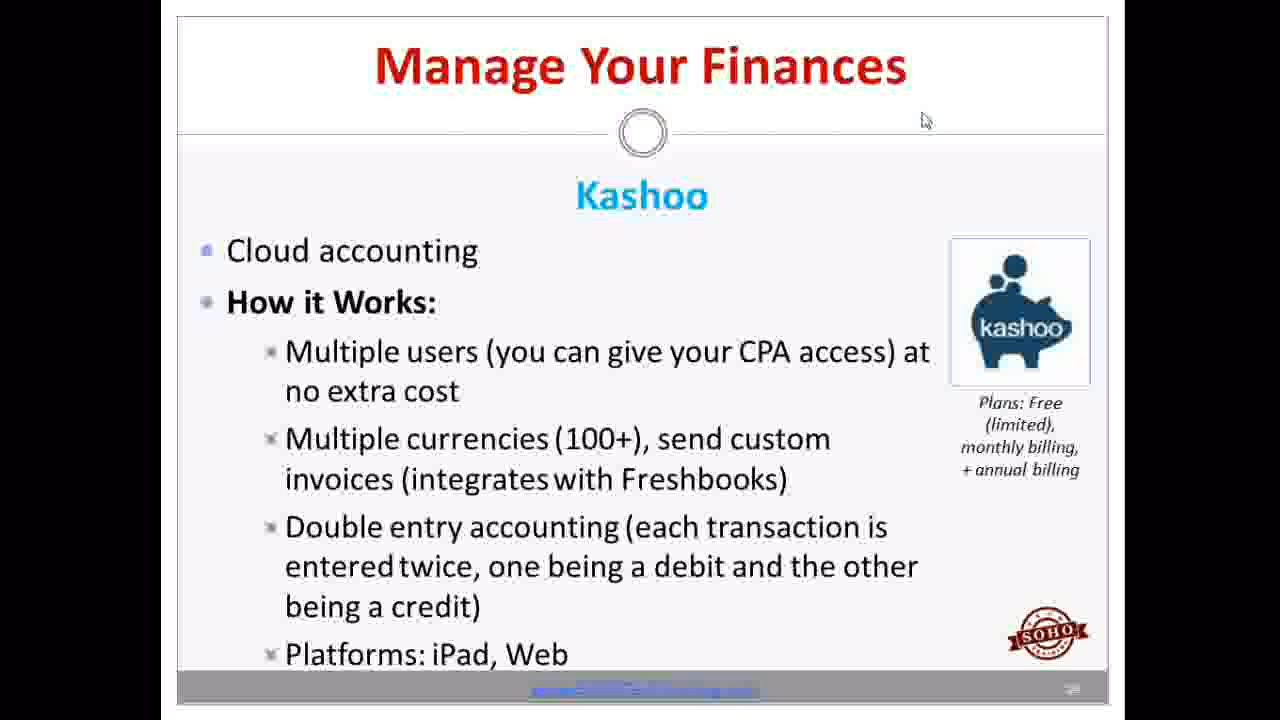 Manage Your Finances
Kashoo
Cloud accounting
How it Works:
Multiple users (you can give your CPA access) at
no extra cost
Multiple currencies (100+), send custom
invoices (integrates with Freshbooks)
Double entry accounting (each transaction is
entered twice, one being a debit and the other
being a credit)
Platforms: iPad, Web
kashoo
Plans: Free
(limited),
monthly billing,
+ annual billing
SOHO